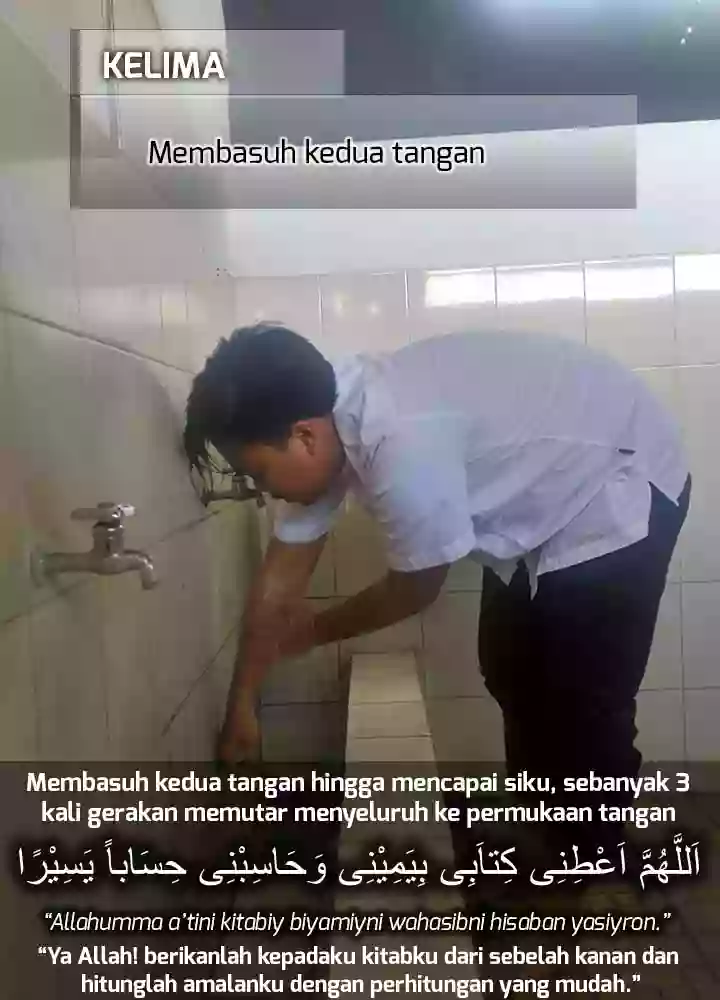 KELIMA
Membasuh kedua tangan
Membasuh kedua tangan hingga mencapai siku, sebanyak 3
kali gerakan memutar menyeluruh ke permukaan tangan
اَللَّهُمَّ اَعْطِنِى كِتاَبِى بِيَمِيْنِى وَحَاسِبْنِى حِسَاباً يَسِيْرًا
“Allahumma a’tini kitabiy biyamiyni wahasibni hisaban yasiyron.”
“Ya Allah! berikanlah kepadaku kitabku dari sebelah kanan dan
hitunglah amalanku dengan perhitungan yang mudah.”